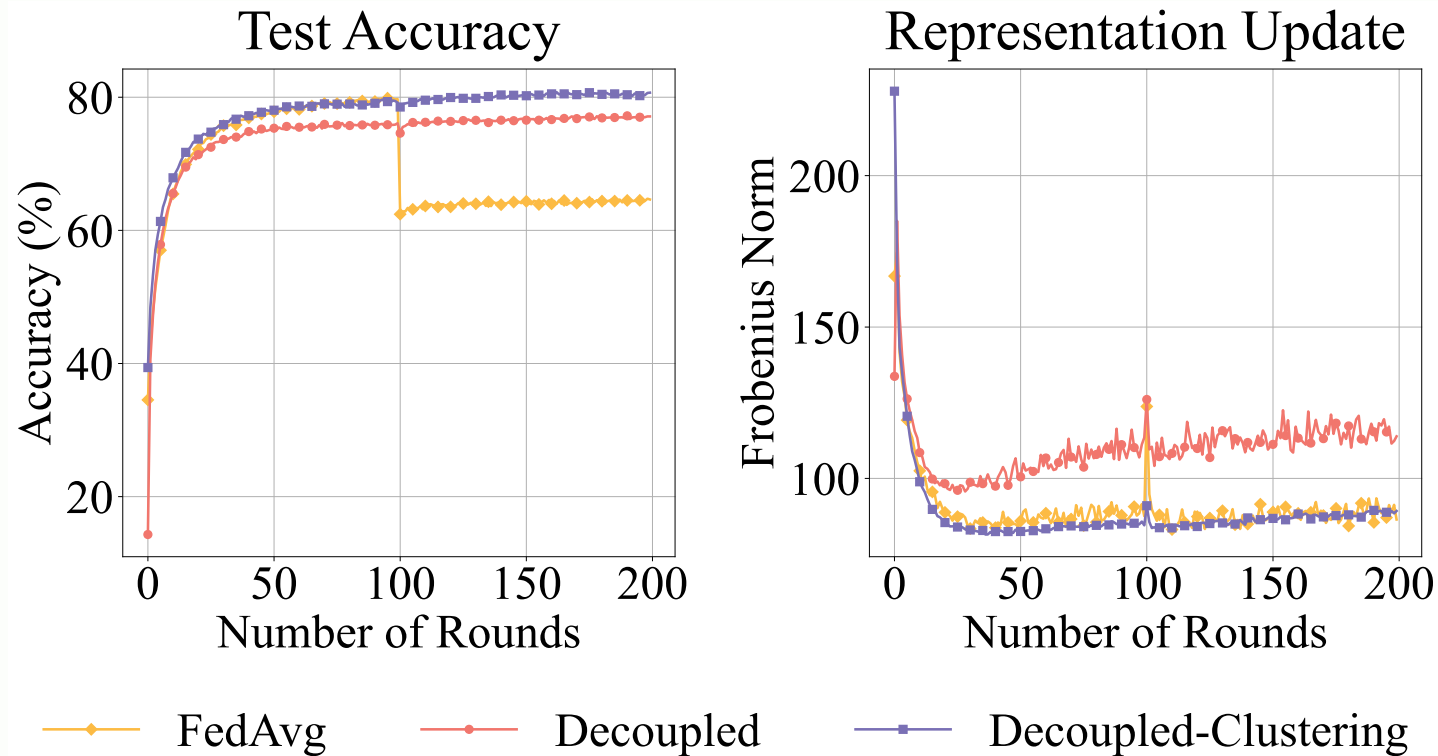 Test Accuracy
Accuracy (%)
80
60
40
20
0 50 100 150 200
Number of Rounds
Representation Update
Frobenius Norm
200
150
100
0 50 100 150 200
Number of Rounds
FedAvg Decoupled Decoupled-Clustering